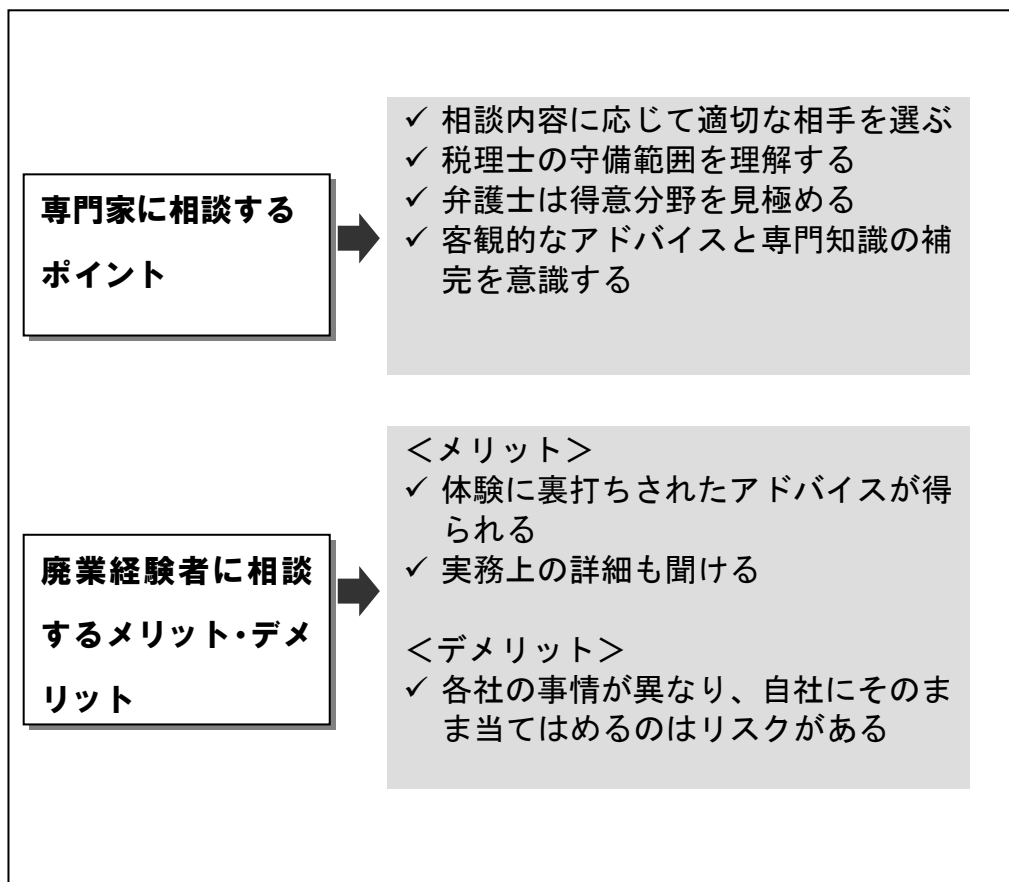 専門家に相談する
ポイント
✓ 相談内容に応じて適切な相手を選ぶ
✓ 税理士の守備範囲を理解する
✓ 弁護士は得意分野を見極める
✓ 客観的なアドバイスと専門知識の補
完を意識する
廃業経験者に相談
するメリット・デメ
リット
＜メリット＞
✓ 体験に裏打ちされたアドバイスが得
られる
✓ 実務上の詳細も聞ける
＜デメリット＞
✓ 各社の事情が異なり、自社にそのま
ま当てはめるのはリスクがある